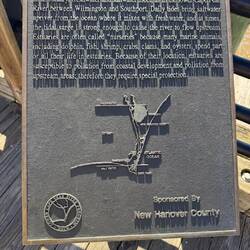 River between Wilmington and Southport. Daily tides bring saltwater
upriver from the ocean where it mixes with freshwater, and at times,
the tidal surge is strong enough to cause the river to flow upstream.
Estuaries are often called "nurseries" because many marine animals,
including dolphin, fish, shrimp, crabs, clams, and oysters, spend part
or all their life in estuaries. Because of their location, estuaries are
susceptible to pollution from coastal development and pollution from
upstream areas; therefore they require special protection.
ATLANTIC
OCEAN
Sponsored By
New Hanover County